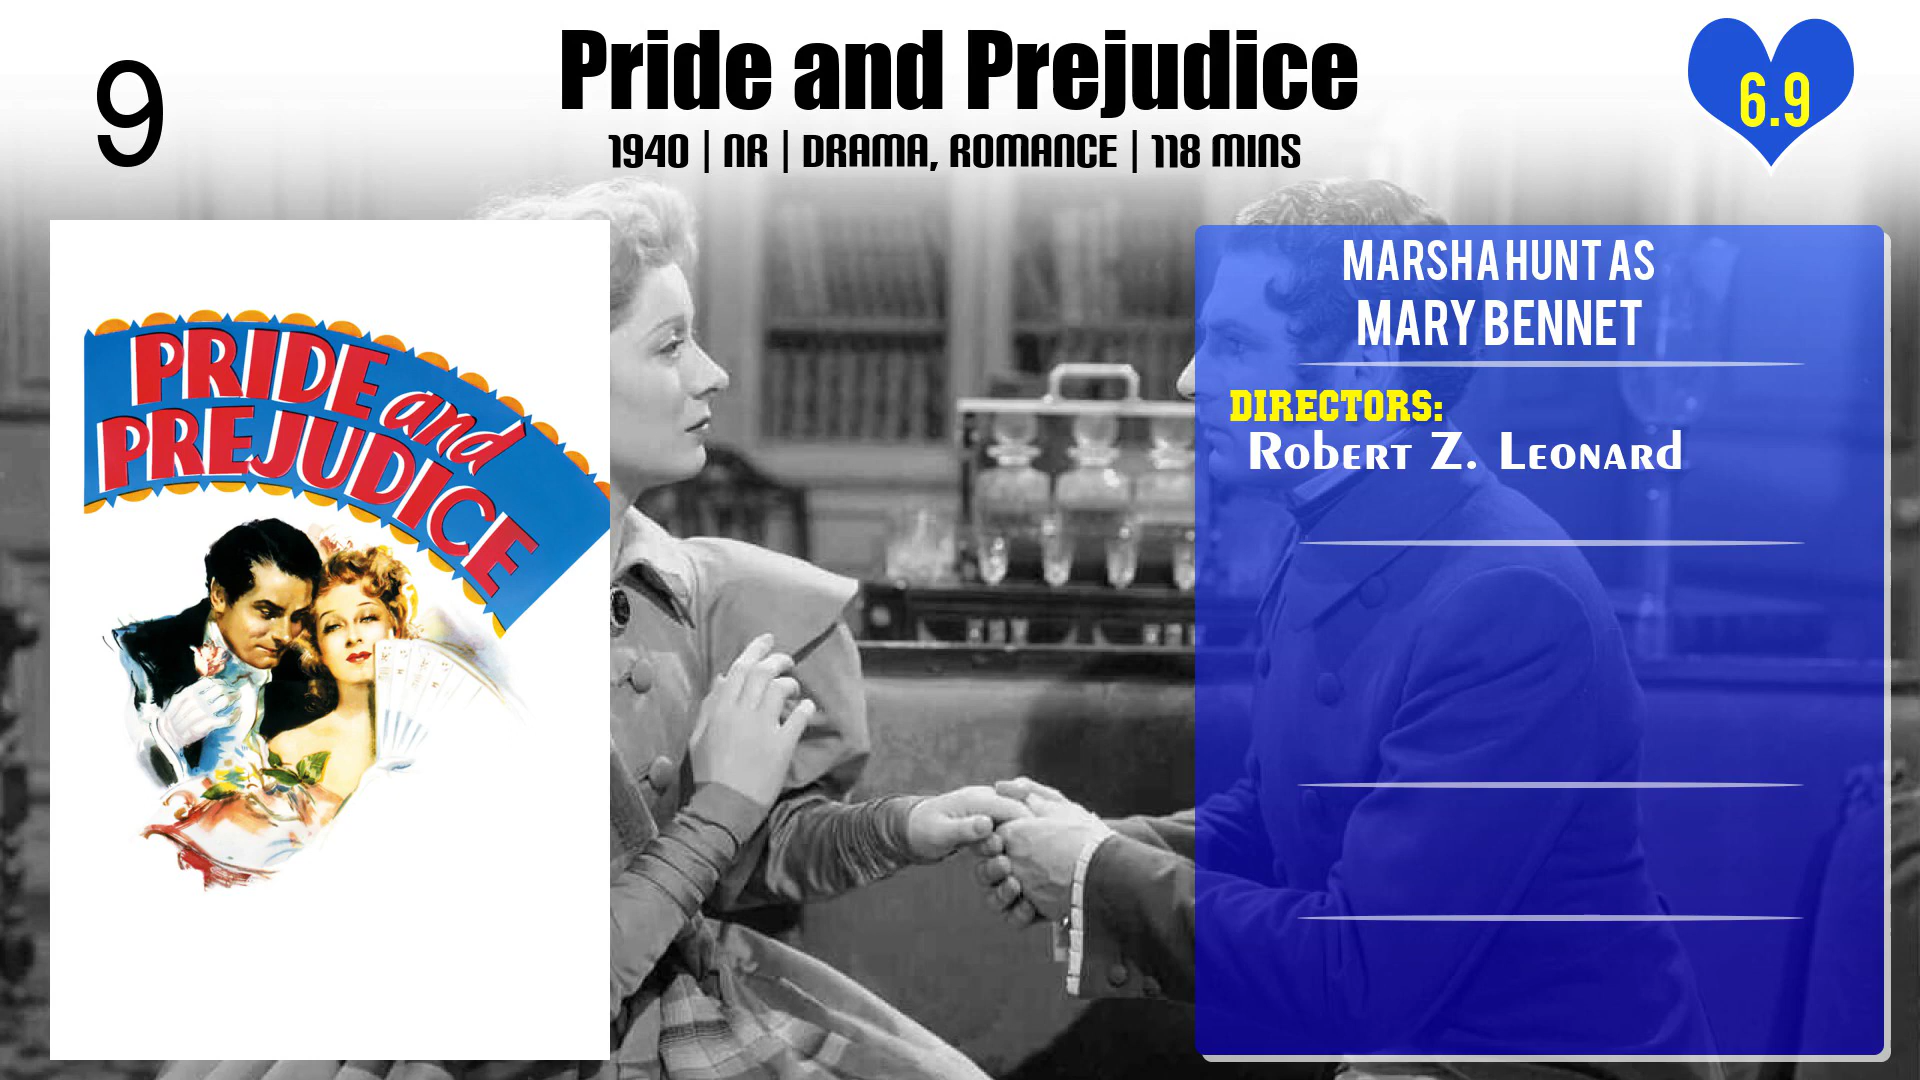 9
Pride and Prejudice
1940 | NR | DRAMA, ROMANCE | 118 MINS
6.9
PRIDE and
PREJUDICE
MARSHA HUNT AS
MARY BENNET
DIRECTORS:
Robert Z. Leonard